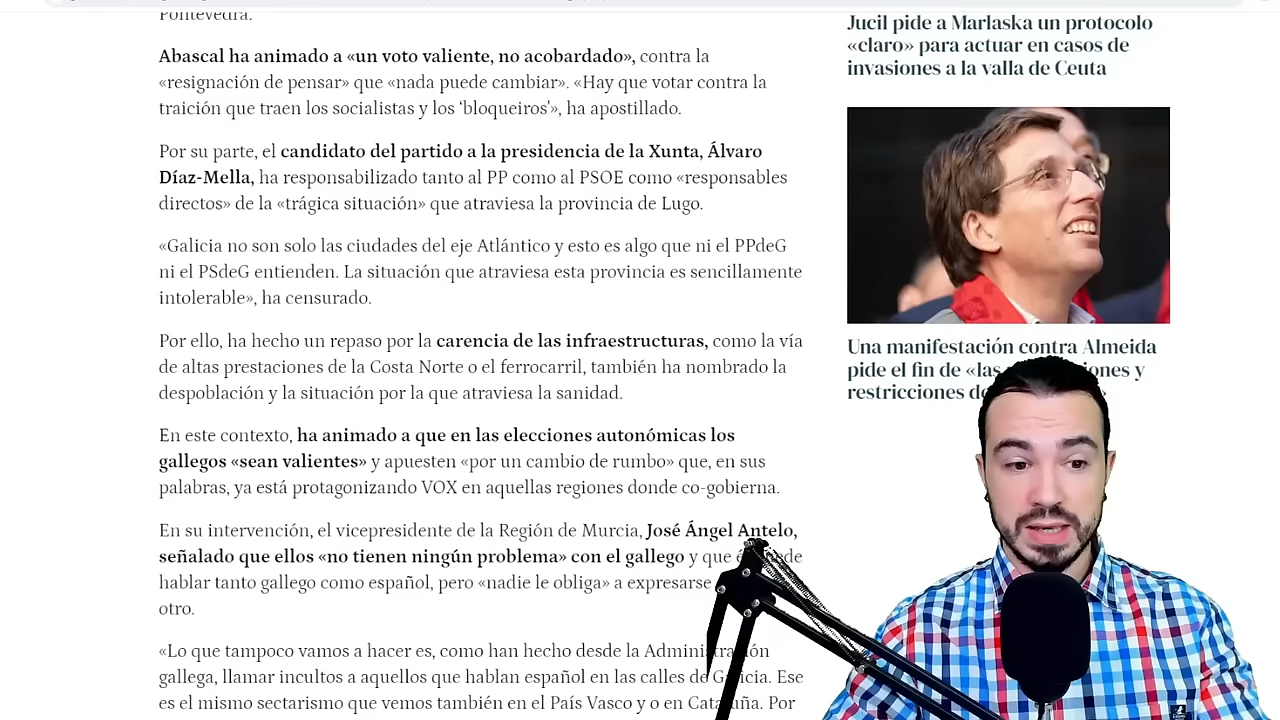 Pontevedra.
Abascal ha animado a «un voto valiente, no acobardado», contra la
«resignación de pensar» que «nada puede cambiar». «Hay que votar contra la
traición que traen los socialistas y los ‘bloqueiros'», ha apostillado.
Por su parte, el candidato del partido a la presidencia de la Xunta, Álvaro
Díaz-Mella, ha responsabilizado tanto al PP como al PSOE como «responsables
directos» de la «trágica situación» que atraviesa la provincia de Lugo.
«Galicia no son solo las ciudades del eje Atlántico y esto es algo que ni el PPdeG
ni el PSdeG entienden. La situación que atraviesa esta provincia es sencillamente
intolerable», ha censurado.
Por ello, ha hecho un repaso por la carencia de las infraestructuras, como la vía
de altas prestaciones de la Costa Norte o el ferrocarril, también ha nombrado la
despoblación y la situación por la que atraviesa la sanidad.
En este contexto, ha animado a que en las elecciones autonómicas los
gallegos «sean valientes» y apuesten «por un cambio de rumbo» que, en sus
palabras, ya está protagonizando VOX en aquellas regiones donde co-gobierna.
En su intervención, el vicepresidente de la Región de Murcia, José Ángel Antelo,
señalado que ellos «no tienen ningún problema» con el gallego y que
hablar tanto gallego como español, pero «nadie le obliga» a expresarse
otro.
«Lo que tampoco vamos a hacer es, como han hecho desde la Administración
gallega, llamar incultos a aquellos que hablan español en las calles de Galicia. Ese
es el mismo sectarismo que vemos también en el País Vasco y o en Cataluña. Por
Jucil pide a Marlaska un protocolo
«claro» para actuar en casos de
invasiones a la valla de Ceuta
Una manifestación contra Almeida
pide el fin de «las y
restricciones